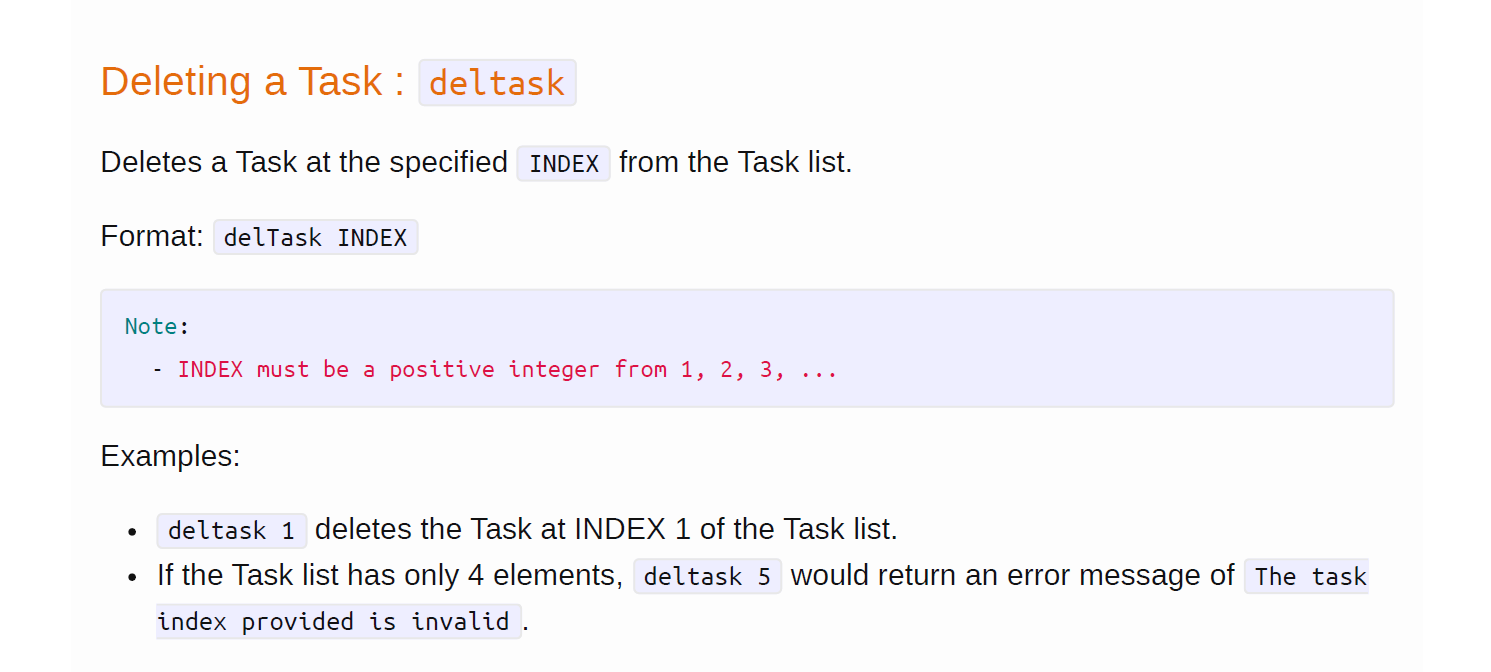 Deleting a Task : deltask
Deletes a Task at the specified INDEX from the Task list.
Format: delTask INDEX
Note:
- INDEX must be a positive integer from 1, 2, 3, ...
Examples:
• deltask 1 deletes the Task at INDEX 1 of the Task list.
• If the Task list has only 4 elements, deltask 5 would return an error message of The task
index provided is invalid.